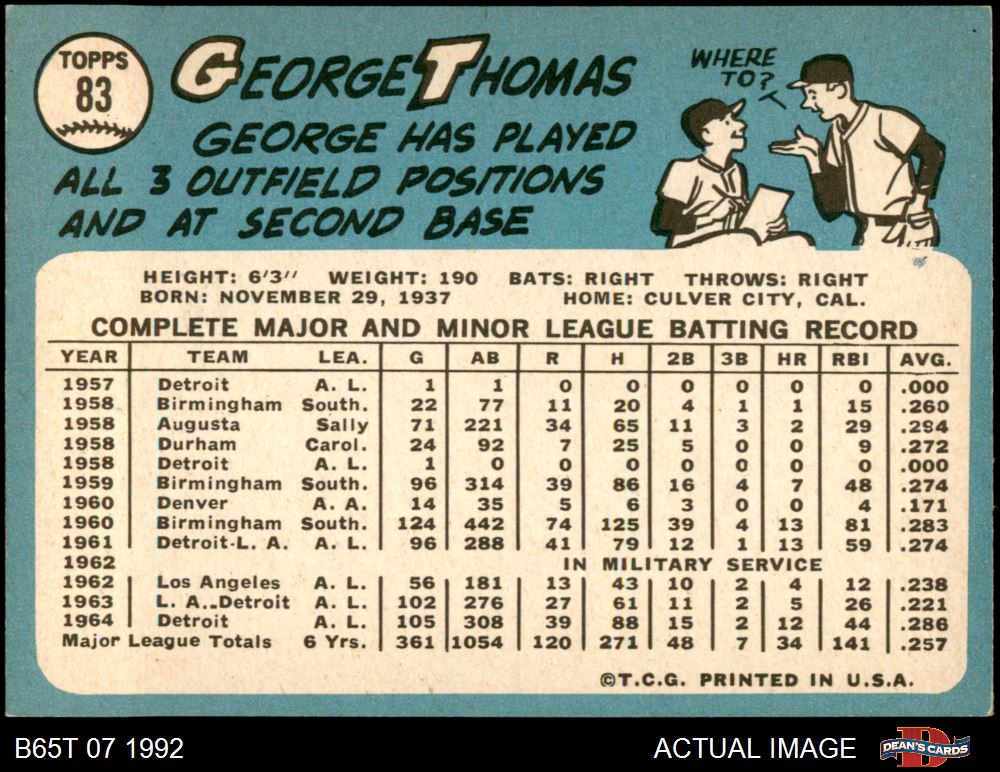 TOPPS
83
GEORGE THOMAS
GEORGE HAS PLAYED
ALL 3 OUTFIELD POSITIONS
AND AT SECOND BASE
WHERE
TO?
HEIGHT: 6'3" WEIGHT: 190 BATS: RIGHT THROWS: RIGHT
BORN: NOVEMBER 29, 1937 HOME: CULVER CITY, CAL.
COMPLETE MAJOR AND MINOR LEAGUE BATTING RECORD
YEAR TEAM LEA. G AB R H 2B 3B HR RBI AVG.
1957 Detroit A. L. 1 1 0 0 0 0 0 0 .000
1958 Birmingham South. 22 77 11 20 4 1 1 15 .260
1958 Augusta Sally 71 221 34 65 11 3 2 29 .294
1958 Durham Carol. 24 92 7 25 5 0 0 9 .272
1958 Detroit A. L. 1 0 0 0 0 0 0 0 .000
1959 Birmingham South. 96 314 39 86 16 4 7 48 .274
1960 Denver A. A. 14 35 5 6 3 0 0 4 .171
1960 Birmingham South. 124 442 74 125 39 4 13 81 .283
1961 Detroit-L. A. A. L. 96 288 41 79 12 1 13 59 .274
1962 IN MILITARY SERVICE
1962 Los Angeles A. L. 56 181 13 43 10 2 4 12 .238
1963 L. A.-Detroit A. L. 102 276 27 61 11 2 5 26 .221
1964 Detroit A. L. 105 308 39 88 15 2 12 44 .286
Major League Totals 6 Yrs. 361 1054 120 271 48 7 34 141 .257
©T.C.G. PRINTED IN U.S.A.
B65T 07 1992 ACTUAL IMAGE D DEAN'S CARDS